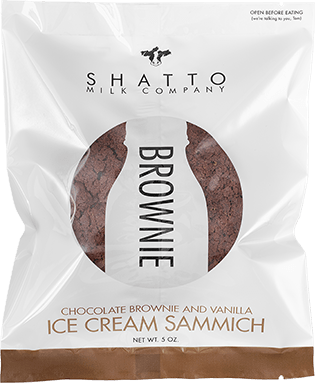 OPEN BEFORE EATING
(we're talking to you, Tom)
SHATTO
MILK COMPANY
BROWNIE
CHOCOLATE BROWNIE AND VANILLA
ICE CREAM SAMMICH
NET WT. 5 OZ.